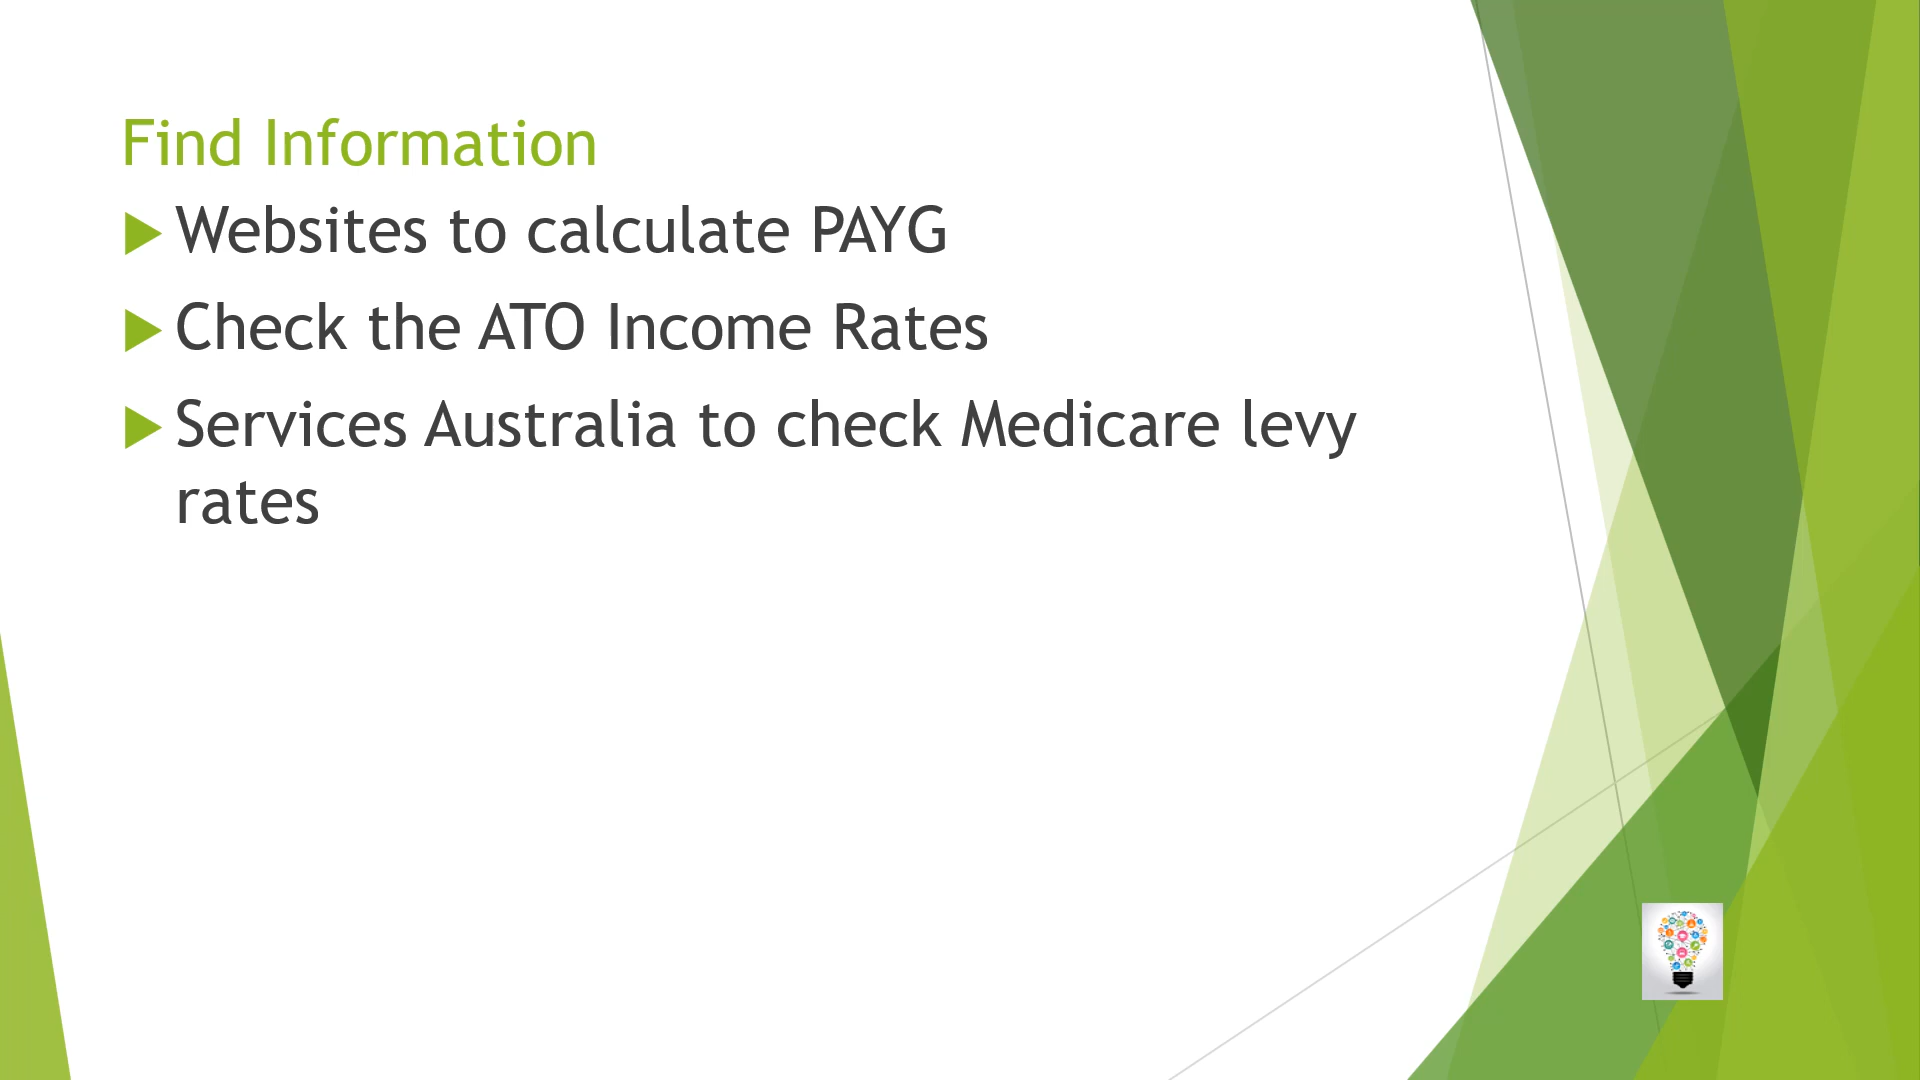 Find Information
Websites to calculate PAYG
Check the ATO Income Rates
Services Australia to check Medicare levy
rates